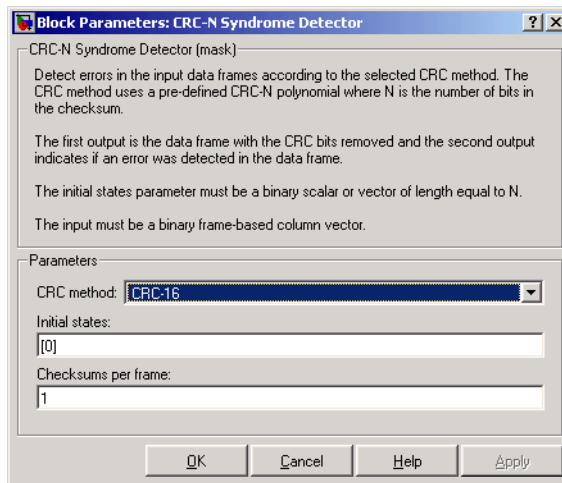 Block Parameters: CRC-N Syndrome Detector
CRC-N Syndrome Detector (mask)
Detect errors in the input data frames according to the selected CRC method. The
CRC method uses a pre-defined CRC-N polynomial where N is the number of bits in
the checksum.
The first output is the data frame with the CRC bits removed and the second output
indicates if an error was detected in the data frame.
The initial states parameter must be a binary scalar or vector of length equal to N.
The input must be a binary frame-based column vector.
Parameters
CRC method: CRC-16
Initial states:
[0]
Checksums per frame:
1
OK Cancel Help Apply